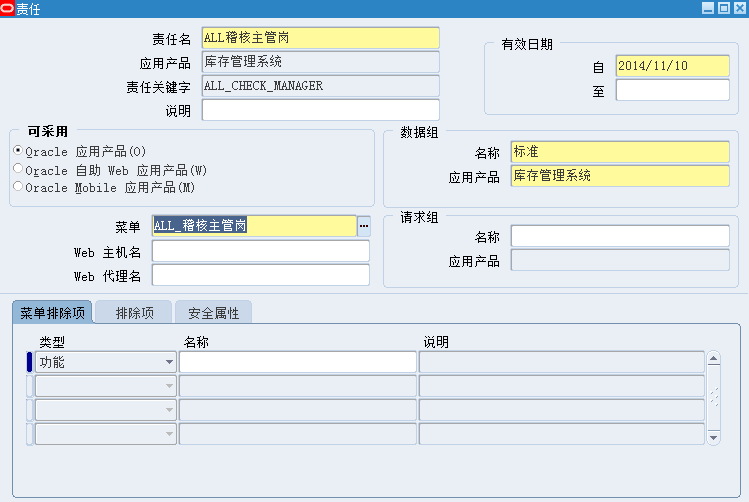 责任
责任名 ALL稽核主管岗
应用产品 库存管理系统
责任关键字 ALL_CHECK_MANAGER
说明
有效日期
自 2014/11/10
至
可采用
Oracle 应用产品(O)
Oracle 自助 Web 应用产品(W)
Oracle Mobile 应用产品(M)
数据组
名称 标准
应用产品 库存管理系统
菜单 ALL_稽核主管岗
Web 主机名
Web 代理名
请求组
名称
应用产品
菜单排除项 排除项 安全属性
类型 名称 说明
功能